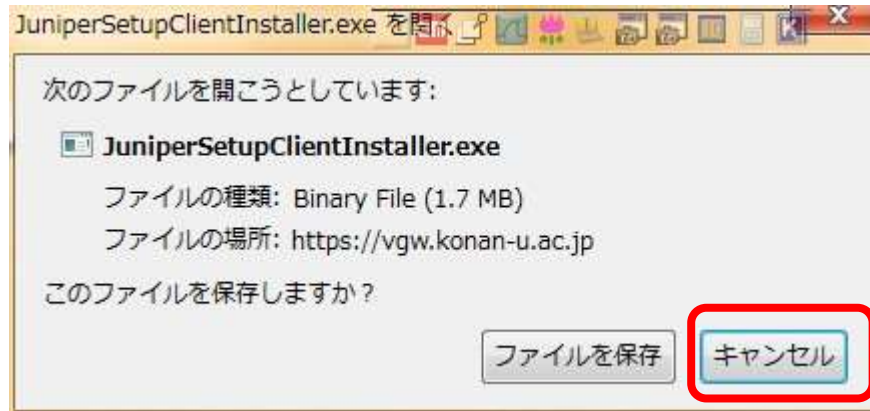 JuniperSetupClientInstaller.exe を開く
次のファイルを開こうとしています:
JuniperSetupClientInstaller.exe
ファイルの種類: Binary File (1.7 MB)
ファイルの場所: https://vgw.konan-u.ac.jp
このファイルを保存しますか?
ファイルを保存 キャンセル